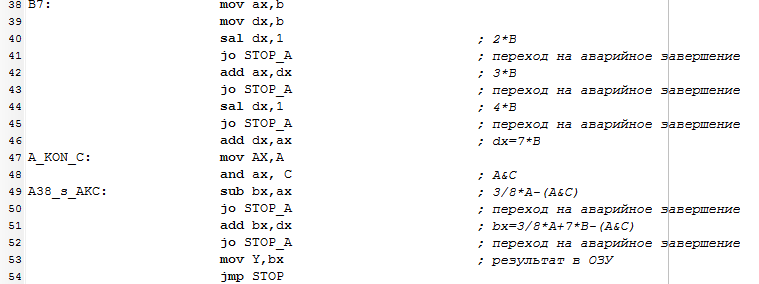 38 B7: mov ax,b
39 mov dx,b
40 sal dx,1 ; 2*B
41 jo STOP_A ; переход на аварийное завершение
42 add ax,dx ; 3*B
43 jo STOP_A ; переход на аварийное завершение
44 sal dx,1 ; 4*B
45 jo STOP_A ; переход на аварийное завершение
46 add dx,ax ; dx=7*B
47 A_KON_C: mov AX,A
48 and ax, C ; A&C
49 A38_s_AKC: sub bx,ax ; 3/8*A-(A&C)
50 jo STOP_A ; переход на аварийное завершение
51 add bx,dx ; bx=3/8*A+7*B-(A&C)
52 jo STOP_A ; переход на аварийное завершение
53 mov Y,bx ; результат в ОЗУ
54 jmp STOP